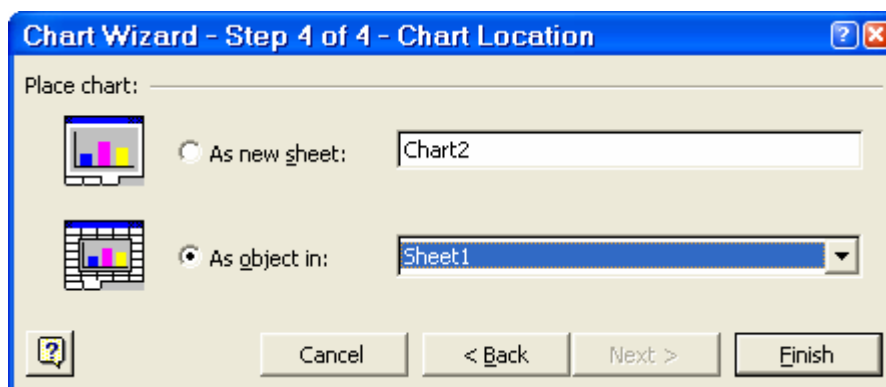 Chart Wizard - Step 4 of 4 - Chart Location
Place chart:
As new sheet: Chart2
As object in: Sheet1
Cancel < Back Next > Finish